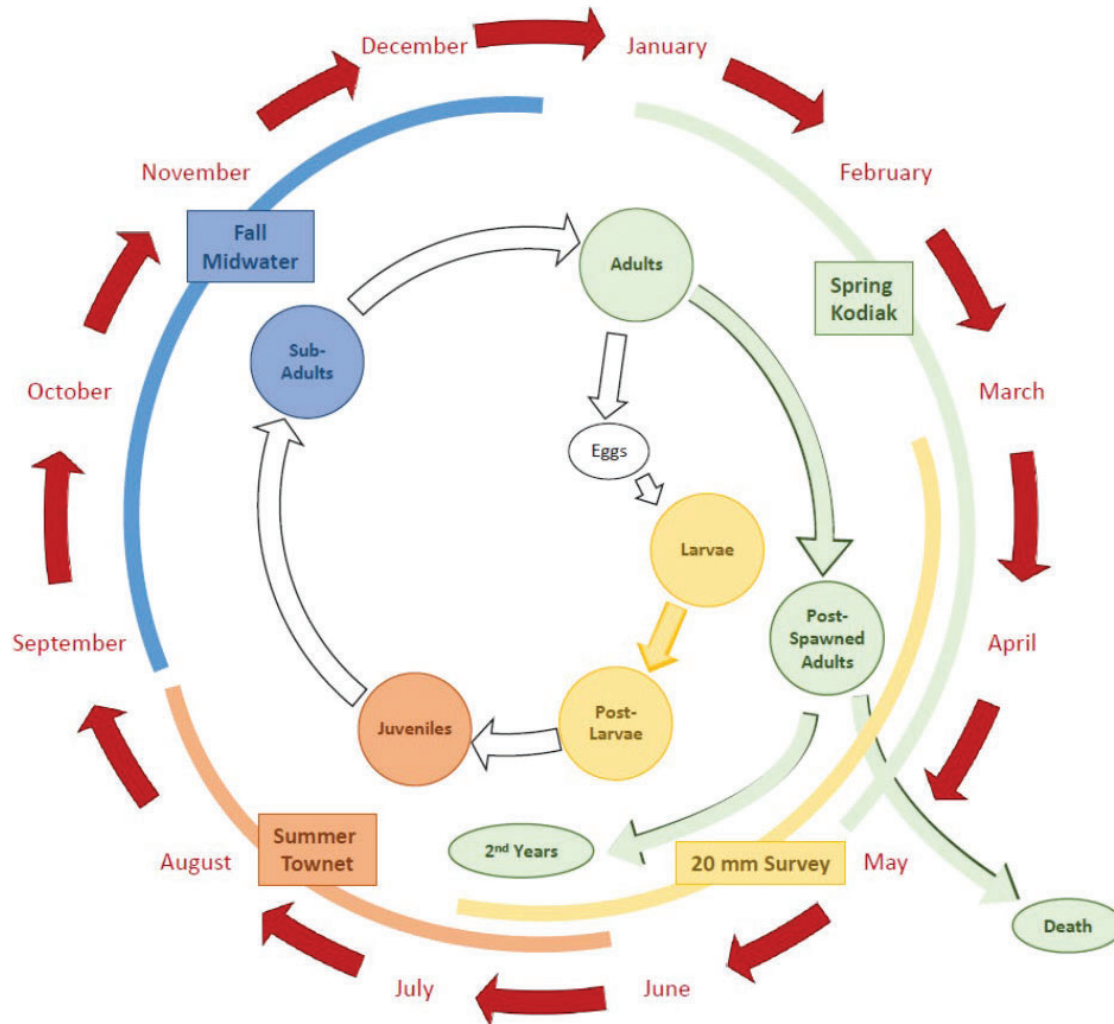 December
January
November
February
Fall
Midwater
Adults
Spring
Kodiak
Sub-
Adults
October
March
Eggs
Larvae
September
Post-
Spawned
Adults
April
Juveniles
Post-
Larvae
August
Summer
Townet
2nd Years
20 mm Survey
May
Death
July
June